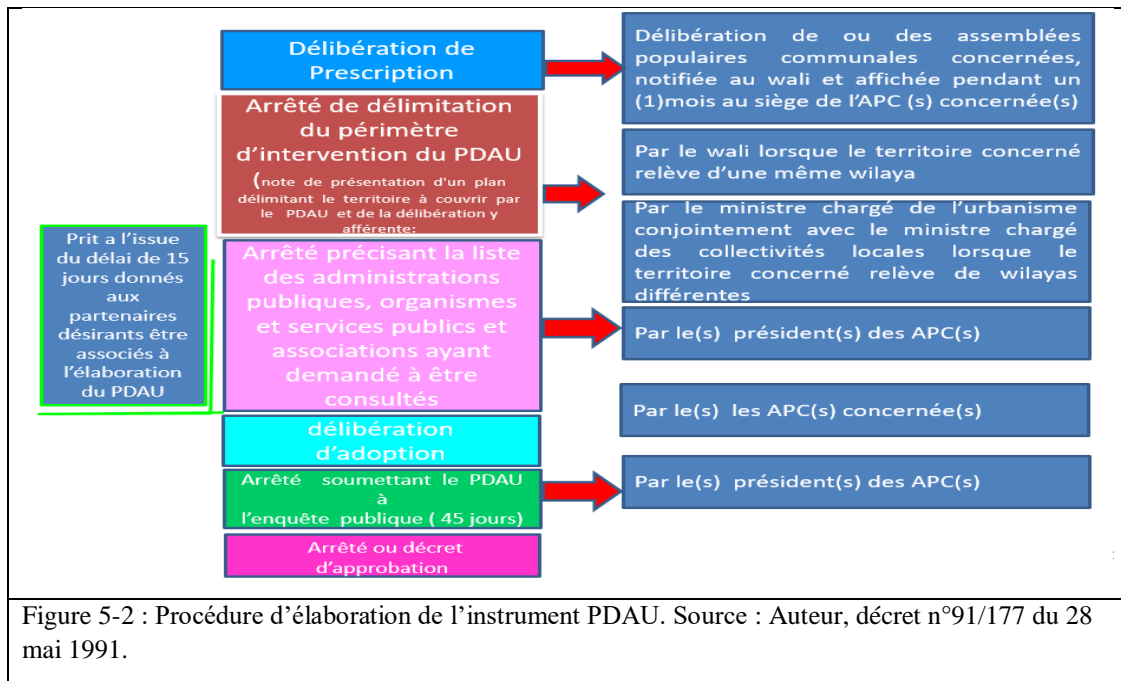 Délibération de
Prescription
Délibération de ou des assemblées
populaires communales concernées,
notifiée au wali et affichée pendant un
(1)mois au siège de l'APC (s) concernée(s)
Arrêté de délimitation
du périmètre
d'intervention du PDAU
(note de présentation d'un plan
délimitant le territoire à couvrir par
le PDAU et de la délibération y
afférente:
Par le wali lorsque le territoire concerné
relève d'une même wilaya
Par le ministre chargé de l'urbanisme
conjointement avec le ministre chargé
des collectivités locales lorsque le
territoire concerné relève de wilayas
différentes
Prit a l'issue
du délai de 15
jours donnés
aux
partenaires
désirants être
associés à
l'élaboration
du PDAU
Arrêté précisant la liste
des administrations
publiques, organismes
et services publics et
associations ayant
demandé à être
consultés
Par le(s) président(s) des APC(s)
délibération
d'adoption
Par le(s) les APC(s) concernée(s)
Arrêté soumettant le PDAU
à
l'enquête publique ( 45 jours)
Par le(s) président(s) des APC(s)
Arrêté ou décret
d'approbation
Figure 5-2 : Procédure d'élaboration de l'instrument PDAU. Source : Auteur, décret n°91/177 du 28
mai 1991.